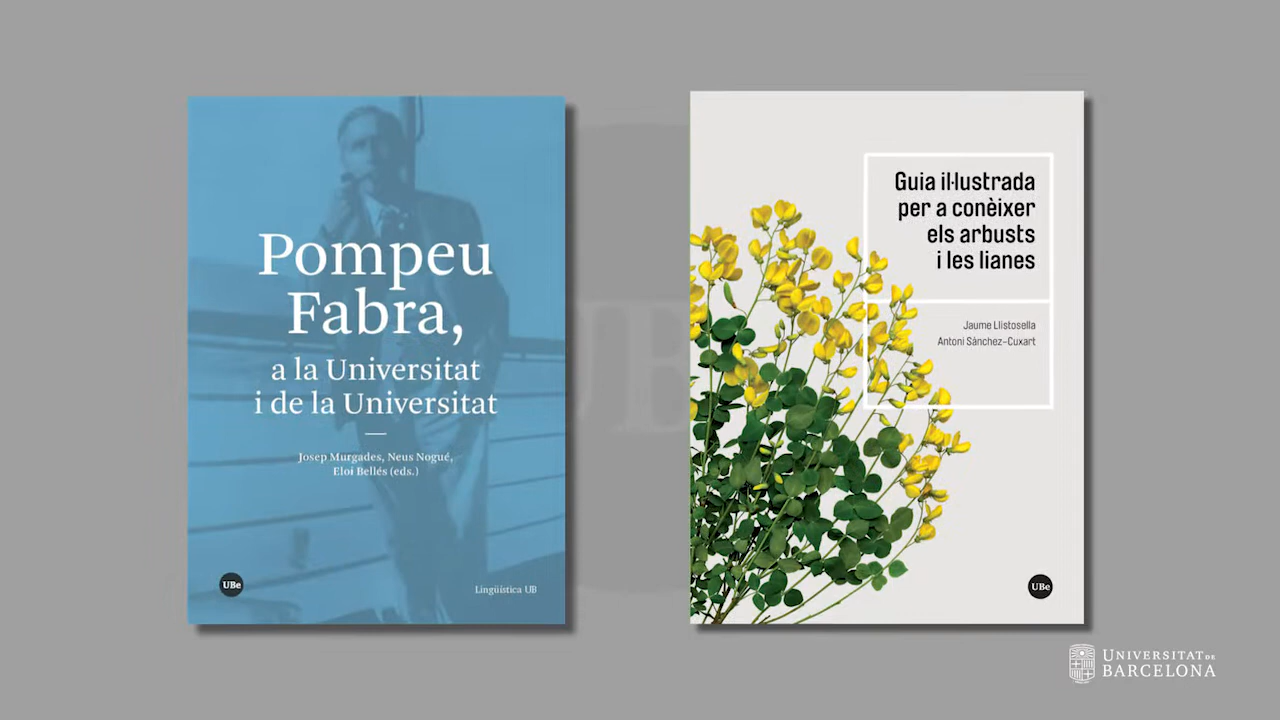 Pompeu
Fabra,
a la Universitat
i de la Universitat
Josep Murgades, Neus Nogué,
Eloi Bellés (eds.)
UBe
Lingüística UB
Guia il·lustrada
per a conèixer
els arbusts
i les lianes
Jaume Llistosella
Antoni Sànchez-Cuxart
UBe
UNIVERSITAT DE
BARCELONA